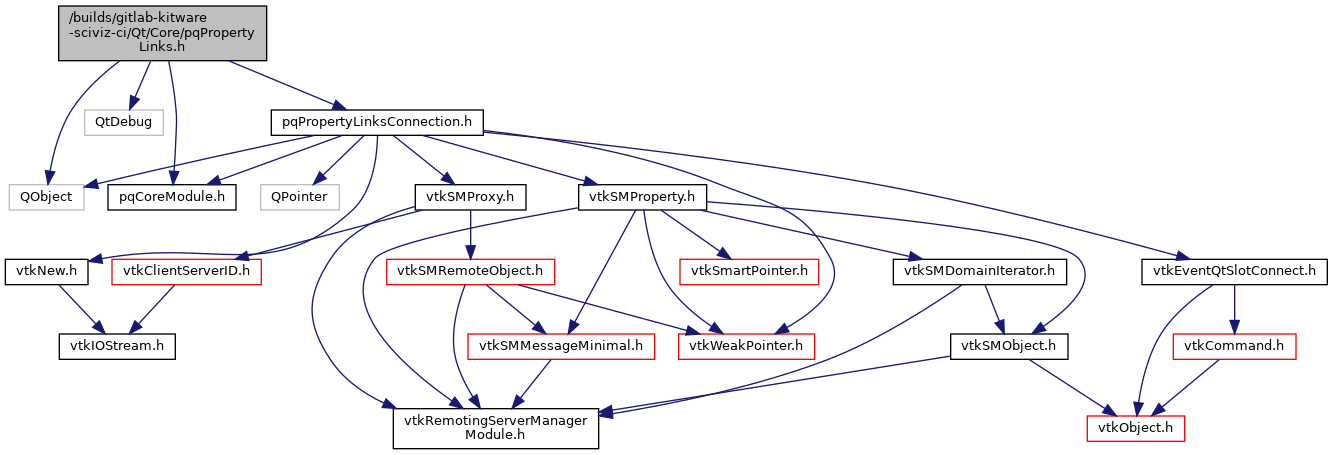 /builds/gitlab-kitware
-sciviz-ci/Qt/Core/pqProperty
Links.h
QtDebug
pqPropertyLinksConnection.h
QObject
pqCoreModule.h
QPointer
vtkSMProxy.h
vtkSMProperty.h
vtkNew.h
vtkClientServerID.h
vtkSMRemoteObject.h
vtkSmartPointer.h
vtkSMDomainIterator.h
vtkEventQtSlotConnect.h
vtkIOStream.h
vtkSMMessageMinimal.h
vtkWeakPointer.h
vtkSMObject.h
vtkCommand.h
vtkRemotingServerManager
Module.h
vtkObject.h